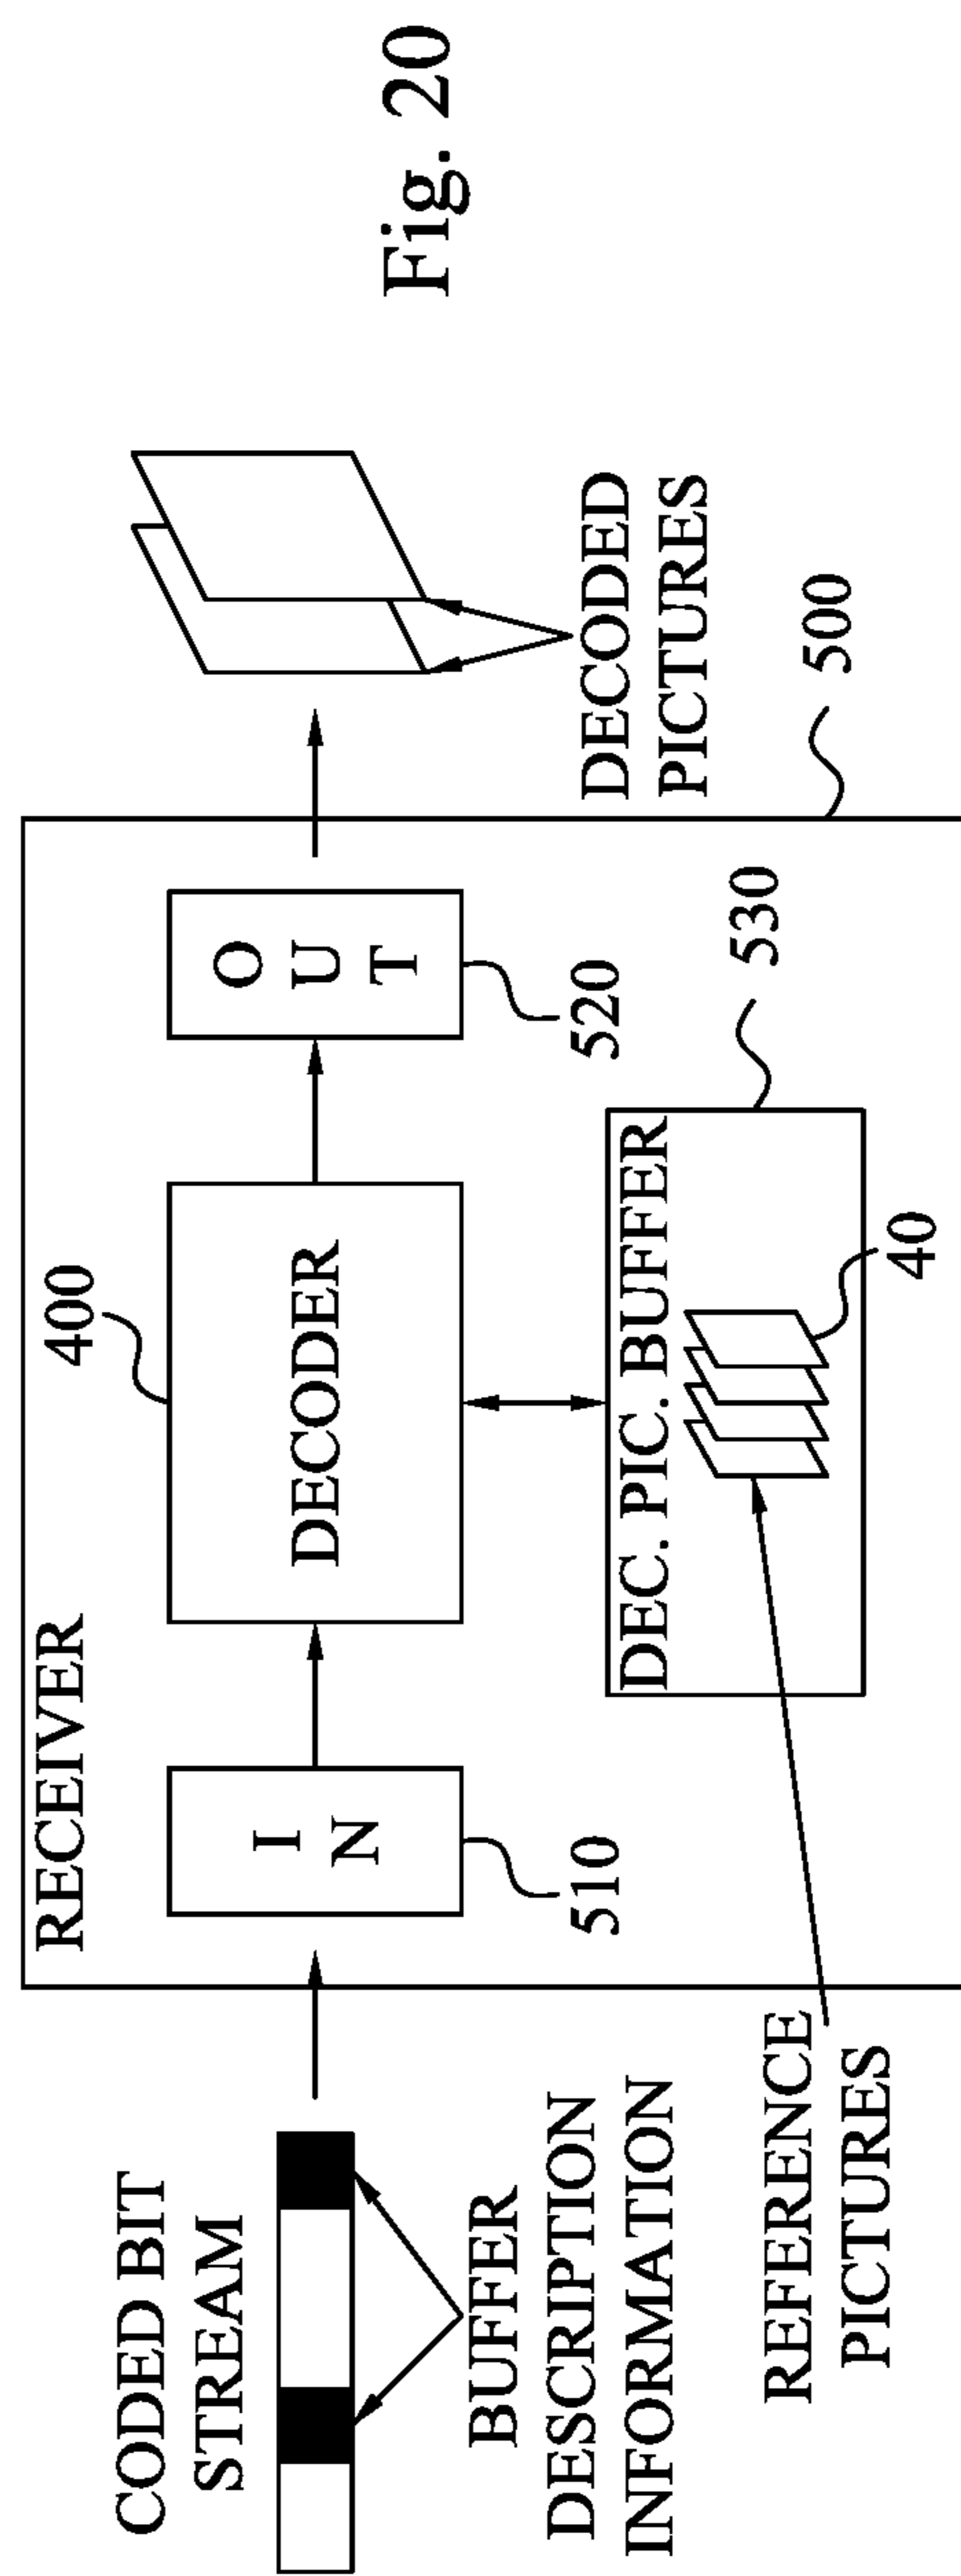 CODED BIT
STREAM
BUFFER
DESCRIPTION
INFORMATION
REFERENCE
PICTURES
RECEIVER
I
N
510
400
DECODER
DEC. PIC. BUFFER
40
530
O
U
T
520
500
DECODED
PICTURES
Fig. 20